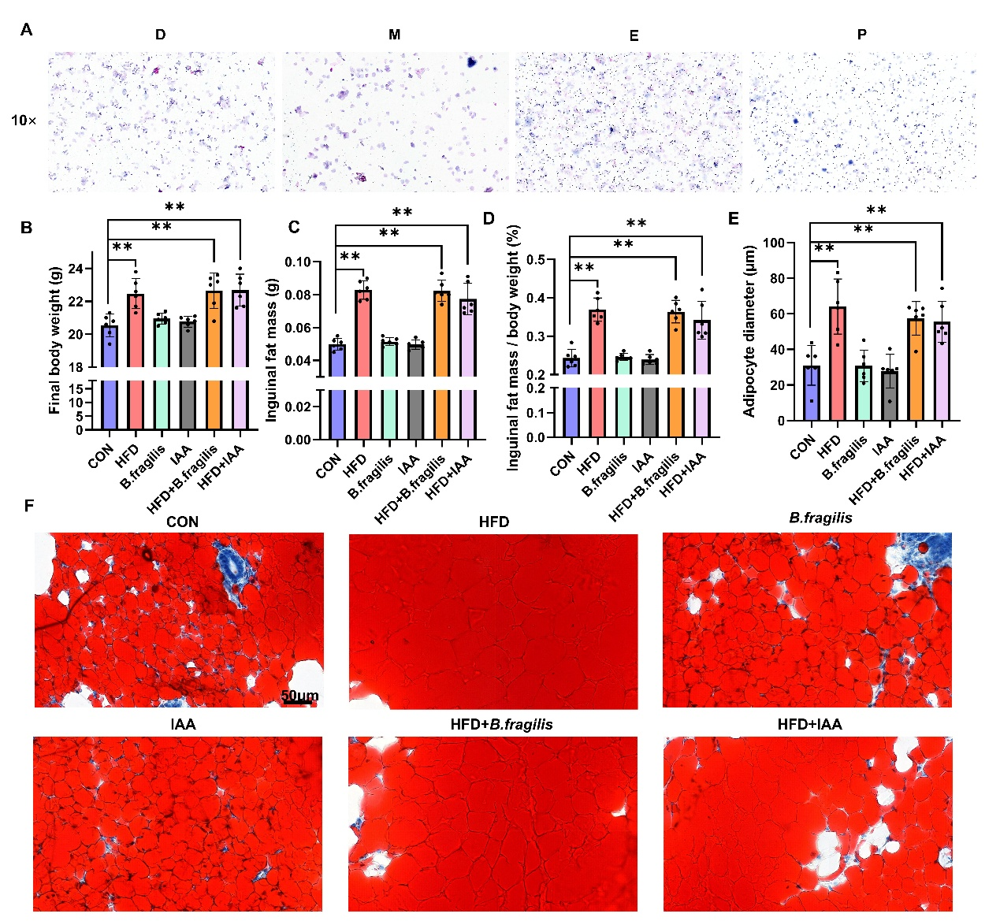 A
D
M
E
P
10×
B
Final body weight (g)
24
22
20
18
15
10
5
0
**
**
**
CON
HFD
B.fragilis
IAA
HFD+B.fragilis
HFD+IAA
C
Inguinal fat mass (g)
0.10
0.08
0.06
0.04
0.02
0.00
**
**
**
CON
HFD
B.fragilis
IAA
HFD+B.fragilis
HFD+IAA
D
Inguinal fat mass / body weight (%)
0.5
0.4
0.3
0.2
0.2
0.1
0.0
**
**
**
CON
HFD
B.fragilis
IAA
HFD+B.fragilis
HFD+IAA
E
Adipocyte diameter (μm)
100
80
60
40
20
0
**
**
**
CON
HFD
B.fragilis
IAA
HFD+B.fragilis
HFD+IAA
F
CON
HFD
B.fragilis
50μm
IAA
HFD+B.fragilis
HFD+IAA